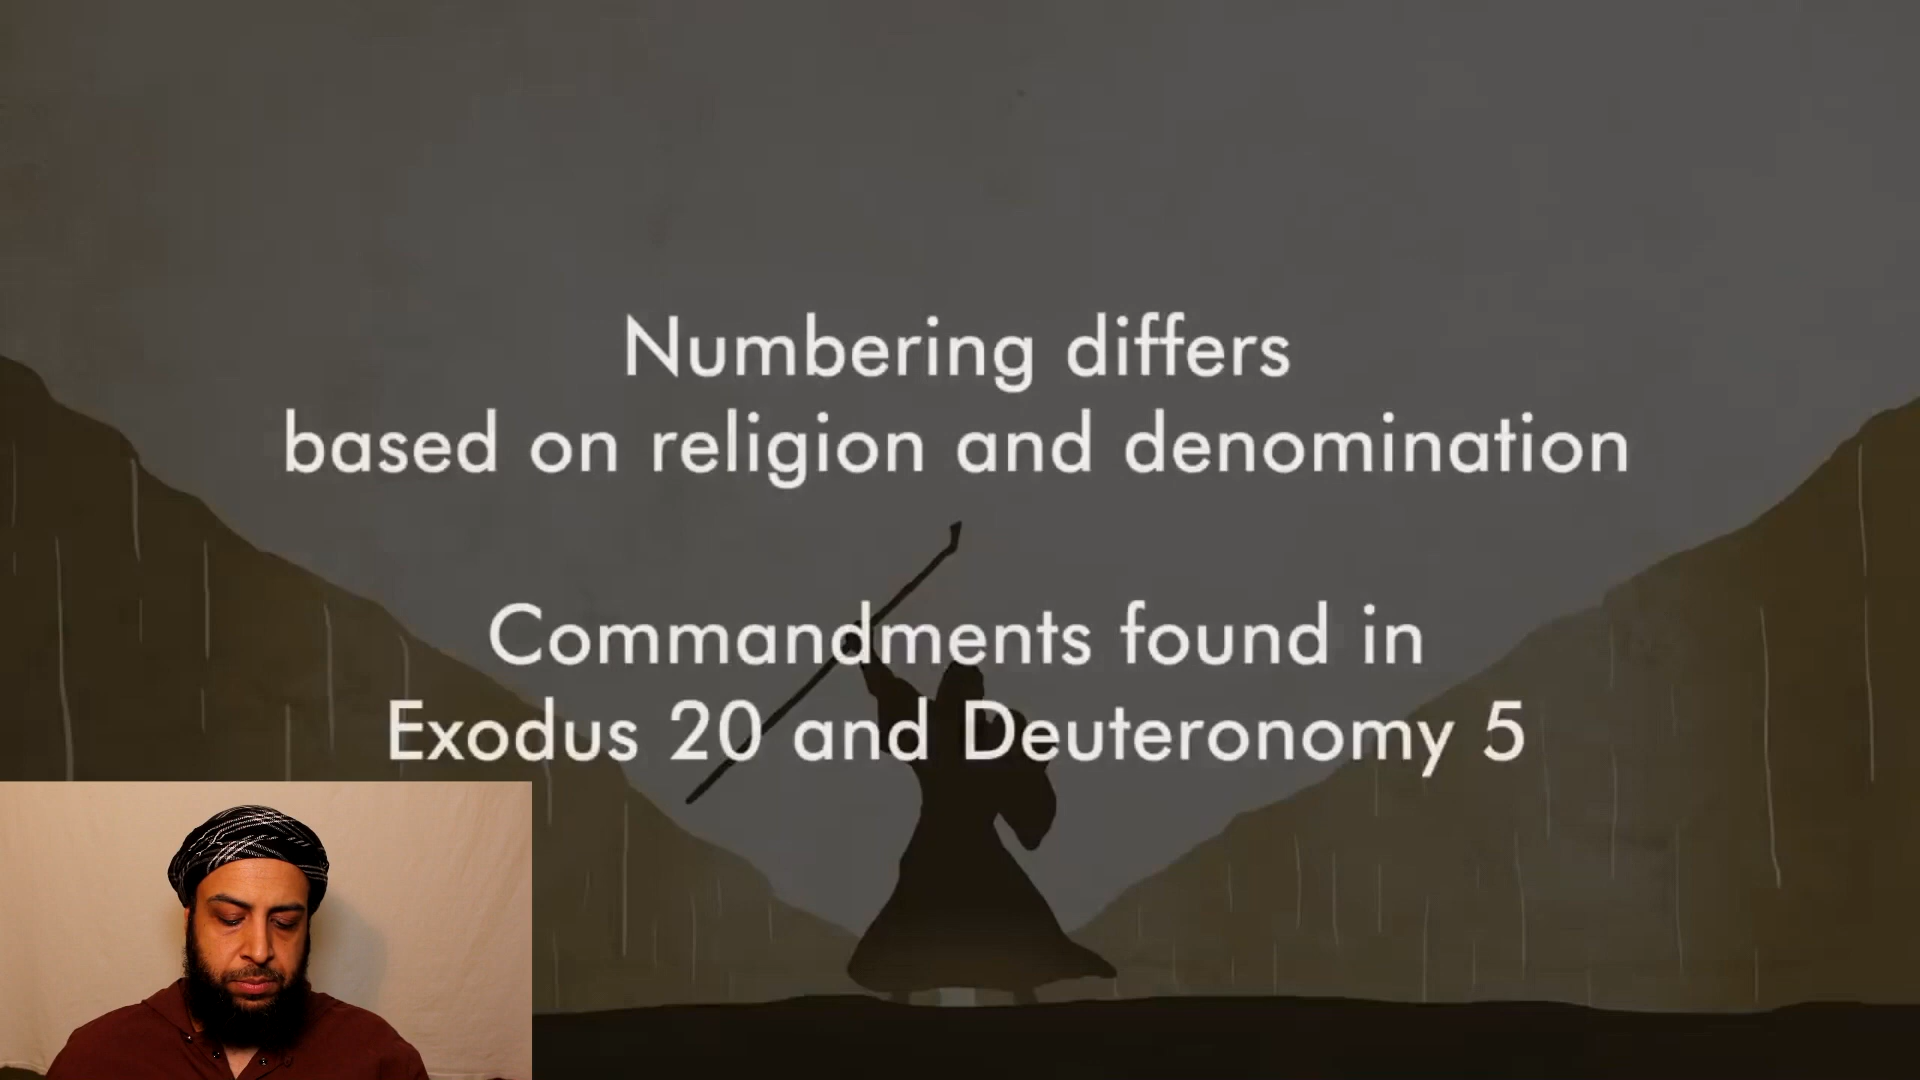 Numbering differs
based on religion and denomination
Commandments found in
Exodus 20 and Deuteronomy 5